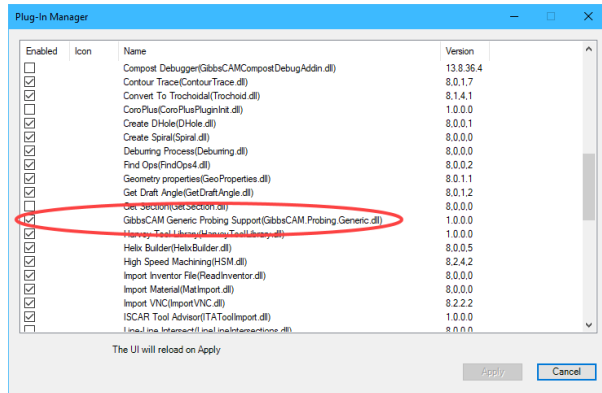 Plug-In Manager
Enabled Icon Name Version
Compost Debugger(GibbsCAMCompostDebugAddin.dll) 13.8.36.4
Contour Trace(ContourTrace.dll) 8,0,1,7
Convert To Trochoidal(Trochoid.dll) 8,1,4,1
CoroPlus(CoroPlusPluginInit.dll) 1.0.0.0
Create DHole(DHole.dll) 8,0,0,1
Create Spiral(Spiral.dll) 8,0,0,0
Deburring Process(Deburring.dll) 8,0,0,0
Find Ops(FindOps4.dll) 8,0,0,2
Geometry properties(GeoProperties.dll) 8.0.1.1
Get Draft Angle(GetDraftAngle.dll) 8,0,1,2
Get Section(GetSection.dll) 8,0,0,0
GibbsCAM Generic Probing Support(GibbsCAM.Probing.Generic.dll) 1.0.0.0
Harvey Tool Library(HarveyToolLibrary.dll) 1.0.0.0
Helix Builder(HelixBuilder.dll) 8,0,0,5
High Speed Machining(HSM.dll) 8,2,4,2
Import Inventor File(ReadInventor.dll) 8,0,0,0
Import Material(MatImport.dll) 8,0,0,0
Import VNC(ImportVNC.dll) 8.2.2.2
ISCAR Tool Advisor(ITAToolImport.dll) 1.0.0.0
Line-Line Intersect(LineLineIntersections.dll) 8,0,0,0
The UI will reload on Apply
Apply Cancel